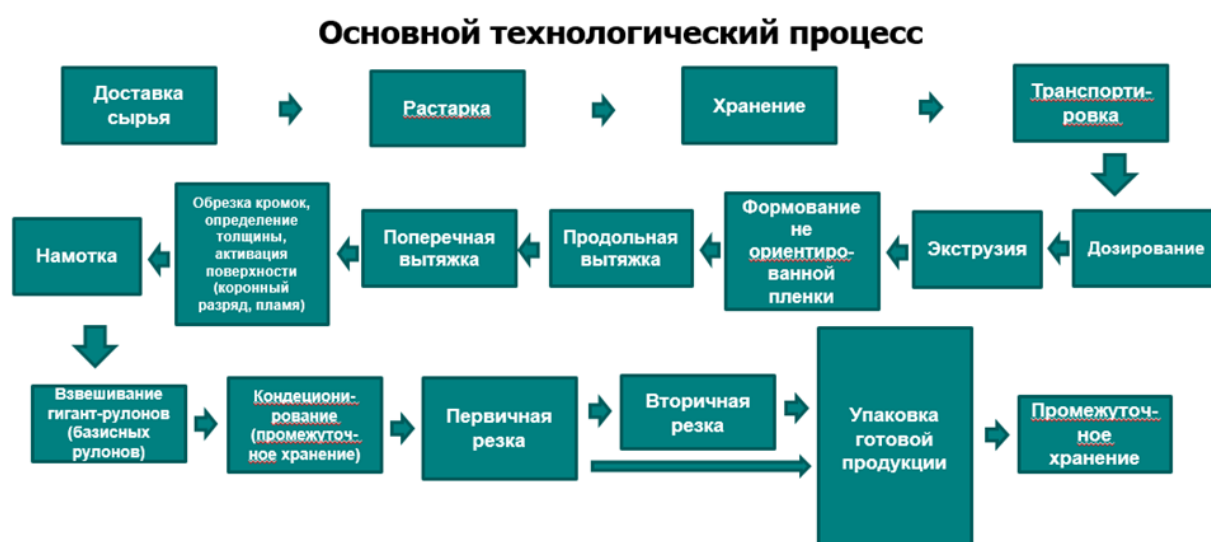 Основной технологический процесс
Доставка
сырья
Растарка
Хранение
Транспорти-
ровка
Намотка
Обрезка кромок,
определение
толщины,
активация
поверхности
(коронный
разряд, пламя)
Поперечная
вытяжка
Продольная
вытяжка
Формование
не
ориентиро-
ванной
пленки
Экструзия
Дозирование
Взвешивание
гигант-рулонов
(базисных
рулонов)
Кондециони-
рование
(промежуточ-
ное хранение)
Первичная
резка
Вторичная
резка
Упаковка
готовой
продукции
Промежуточ-
ное
хранение